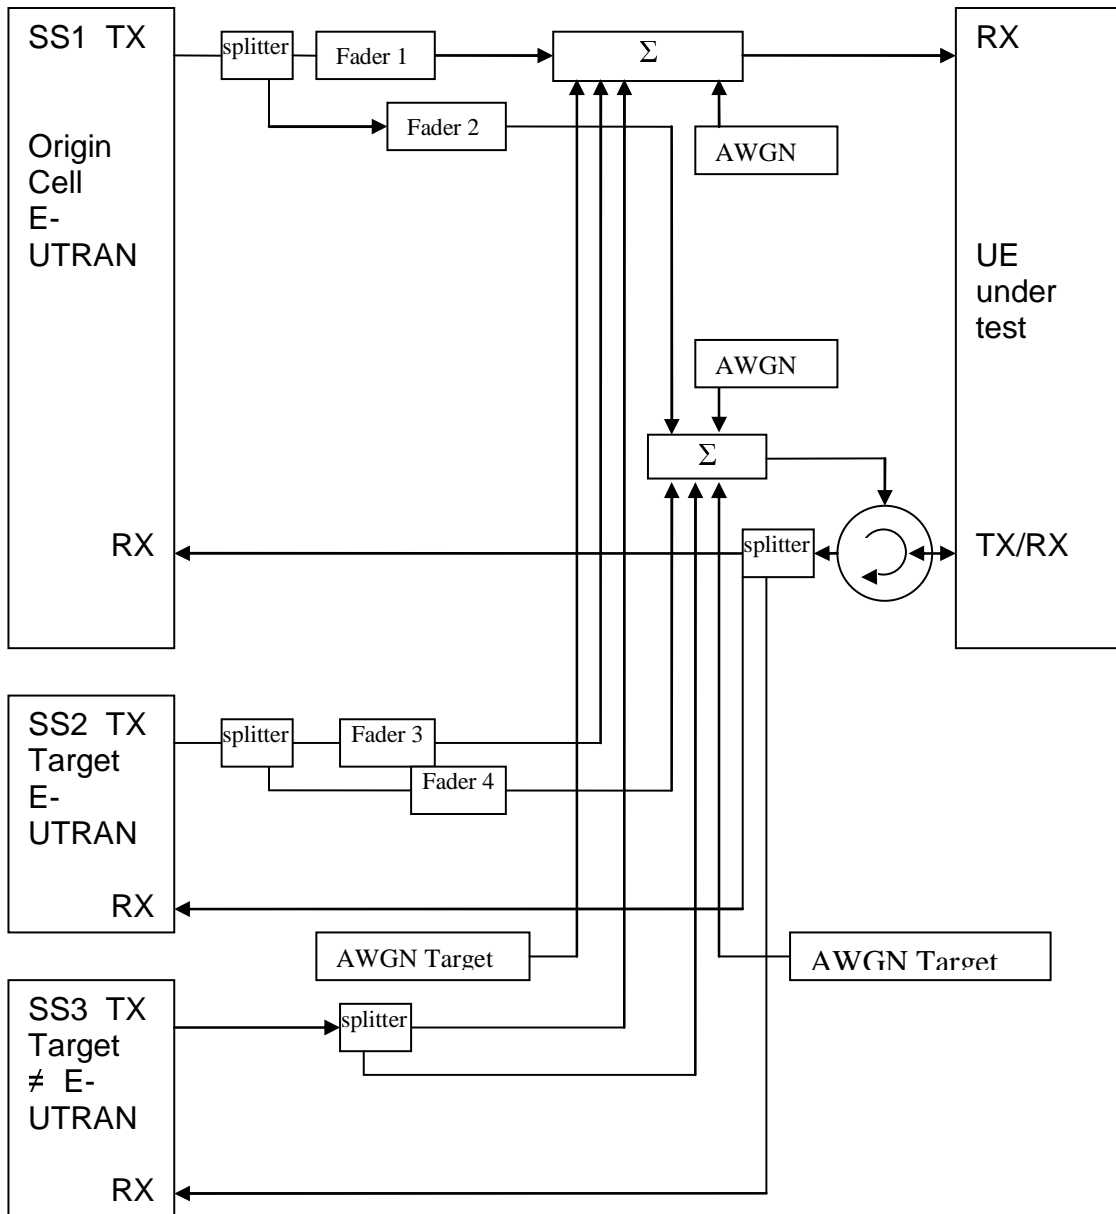 SS1 TX
Origin
Cell
E-
UTRAN
RX
splitter
Fader 1
Fader 2
Σ
AWGN
RX
UE
under
test
TX/RX
AWGN
Σ
splitter
SS2 TX
Target
E-
UTRAN
RX
splitter
Fader 3
Fader 4
AWGN Target
AWGN Target
SS3 TX
Target
≠ E-
UTRAN
RX
splitter